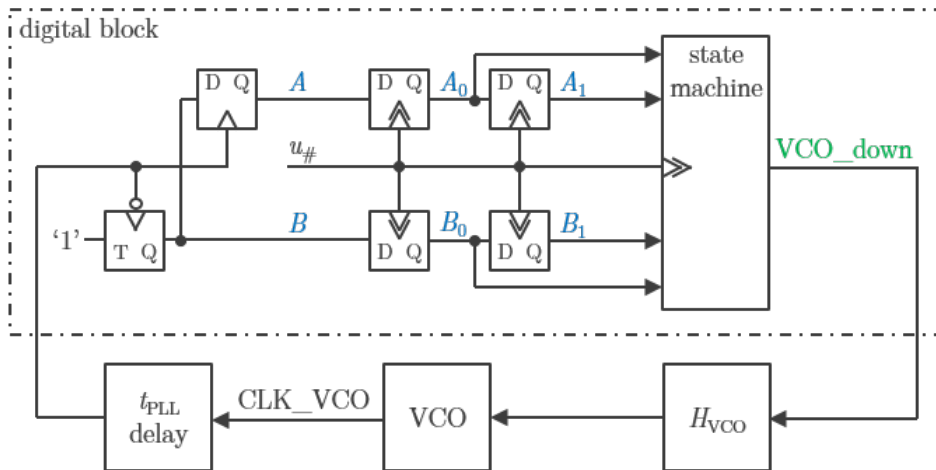 digital block
D Q
A
D Q
A₀
D Q
A₁
state
machine
u#
VCO_down
'1'
T Q
B
D Q
B₀
D Q
B₁
tPLL
delay
CLK_VCO
VCO
HVCO